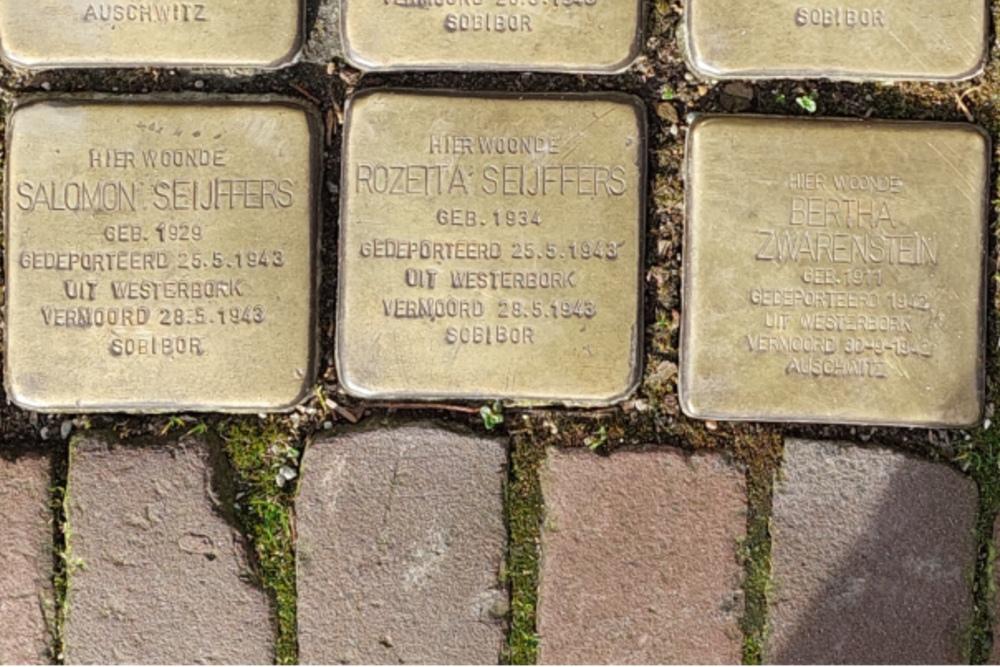 AUSCHWITZ
SOBIBOR
SOBIBOR
HIER WOONDE
SALOMON SEIJFFERS
GEB. 1929
GEDEPORTEERD 25.5.1943
UIT WESTERBORK
VERMOORD 28.5.1943
SOBIBOR
HIER WOONDE
ROZETTA SEIJFFERS
GEB. 1934
GEDEPORTEERD 25.5.1943
UIT WESTERBORK
VERMOORD 28.5.1943
SOBIBOR
HIER WOONDE
BERTHA
ZWARENSTEIN
GEB. 1911
GEDEPORTEERD 1942
UIT WESTERBORK
VERMOORD 30-9-1942
AUSCHWITZ